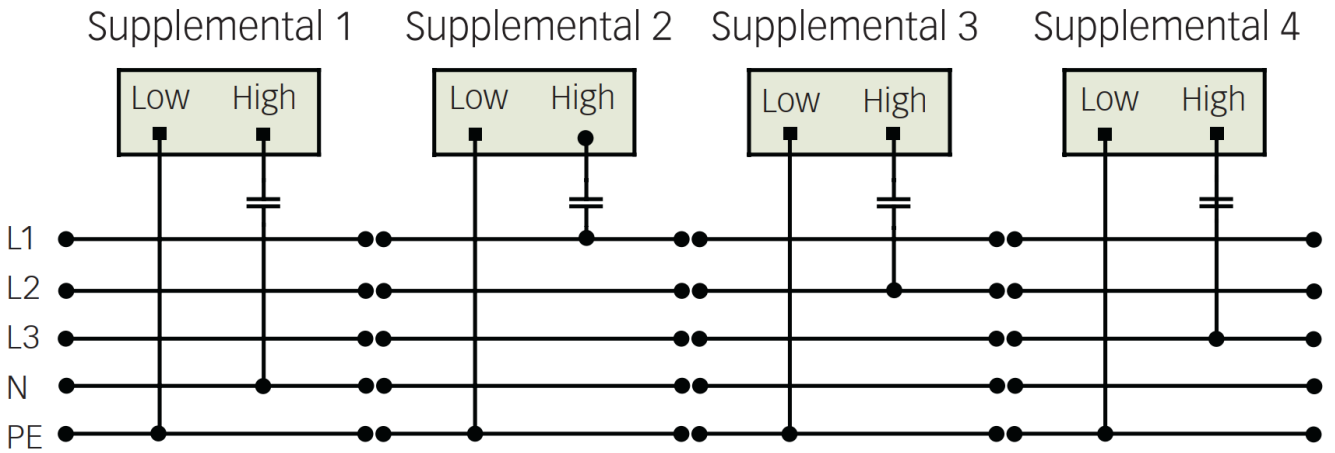 Supplemental 1 Supplemental 2 Supplemental 3 Supplemental 4
Low High Low High Low High Low High
L1
L2
L3
N
PE